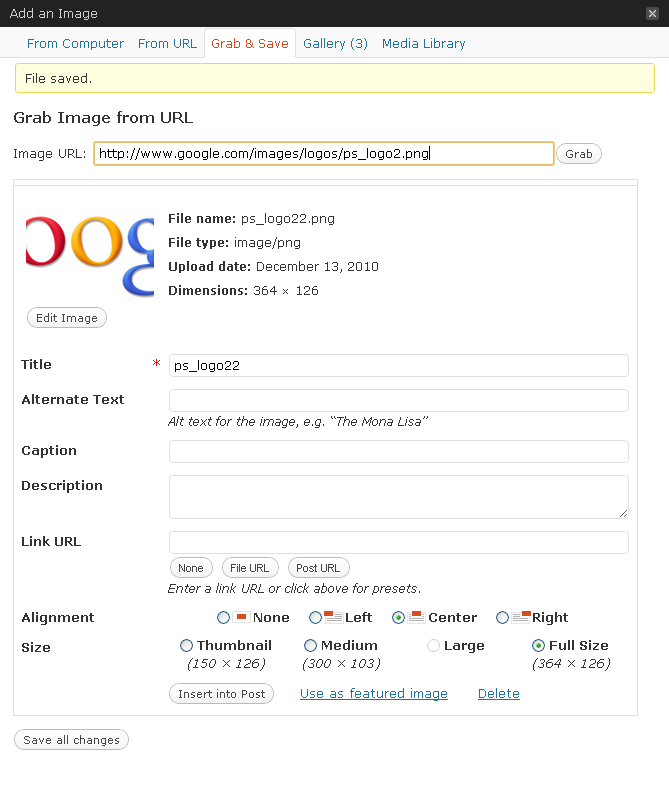 Add an Image
From Computer From URL Grab & Save Gallery (3) Media Library
File saved.
Grab Image from URL
Image URL: http://www.google.com/images/logos/ps_logo2.png Grab
File name: ps_logo22.png
File type: image/png
Upload date: December 13, 2010
Dimensions: 364 × 126
oog
Edit Image
Title * ps_logo22
Alternate Text
Alt text for the image, e.g. “The Mona Lisa”
Caption
Description
Link URL
None File URL Post URL
Enter a link URL or click above for presets.
Alignment None Left Center Right
Size Thumbnail Medium Large Full Size
(150 × 126) (300 × 103) (364 × 126)
Insert into Post Use as featured image Delete
Save all changes